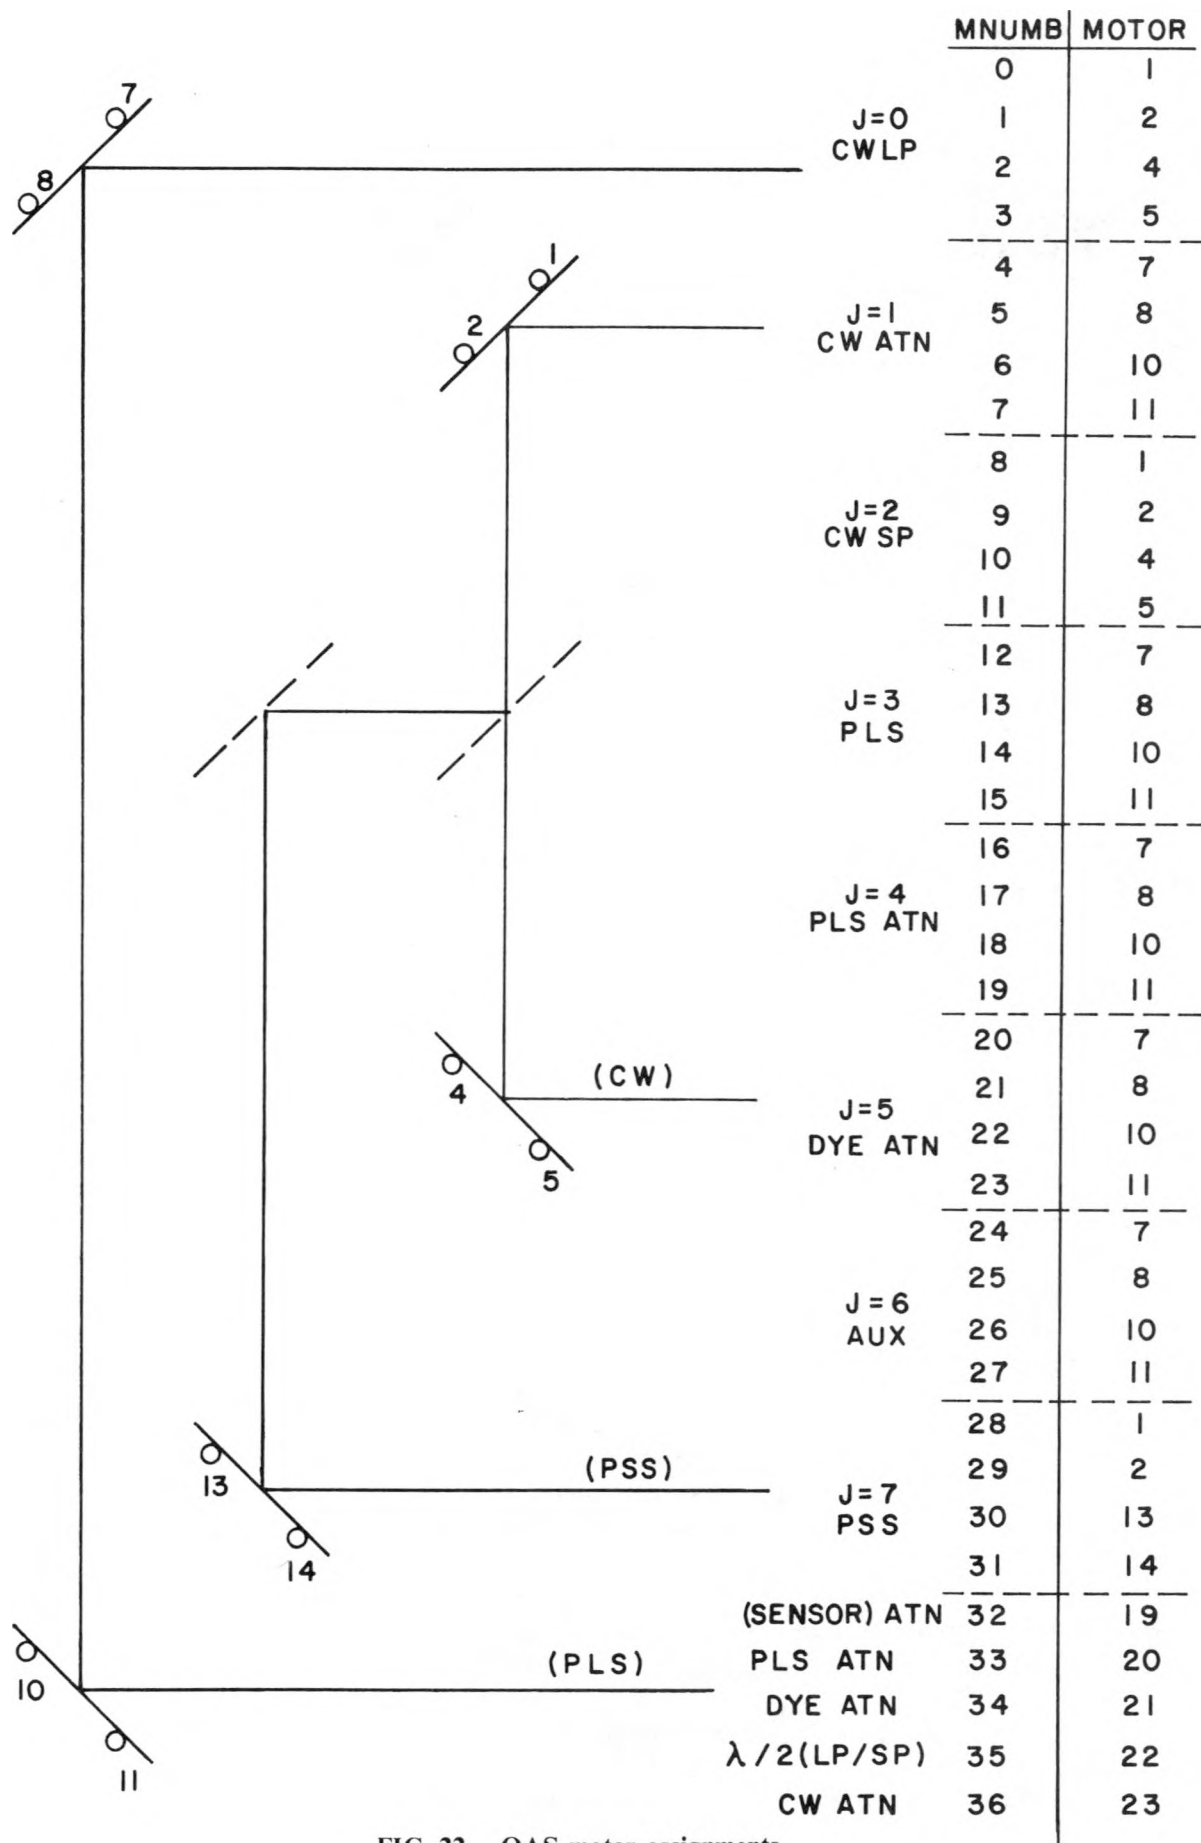 MNUMB MOTOR
0 1
7
J=0 1 2
CWLP
2 4
8
3 5
1
4 7
J=1 5 8
2
CW ATN
6 10
7 11
8 1
J=2 9 2
CW SP
10 4
11 5
12 7
J=3 13 8
PLS
14 10
15 11
16 7
J=4 17 8
PLS ATN
18 10
19 11
20 7
(CW)
4
21 8
J=5
DYE ATN 22 10
5
23 11
24 7
25 8
J=6
AUX 26 10
27 11
28 1
(PSS)
13
29 2
J=7
PSS 30 13
14
31 14
(SENSOR) ATN 32 19
(PLS)
10
PLS ATN 33 20
DYE ATN 34 21
λ/2(LP/SP) 35 22
11
CW ATN 36 23
FIG. 22. OAS motor assignments